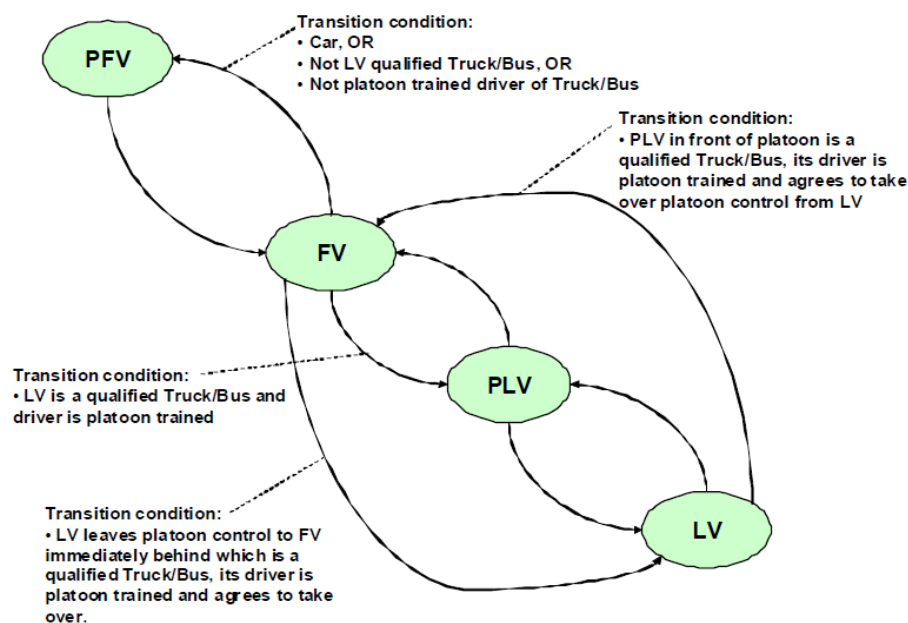 Transition condition:
• Car, OR
• Not LV qualified Truck/Bus, OR
• Not platoon trained driver of Truck/Bus
PFV
Transition condition:
• PLV in front of platoon is a
qualified Truck/Bus, its driver is
platoon trained and agrees to take
over platoon control from LV
FV
Transition condition:
• LV is a qualified Truck/Bus and
driver is platoon trained
PLV
Transition condition:
• LV leaves platoon control to FV
immediately behind which is a
qualified Truck/Bus, its driver is
platoon trained and agrees to take
over.
LV